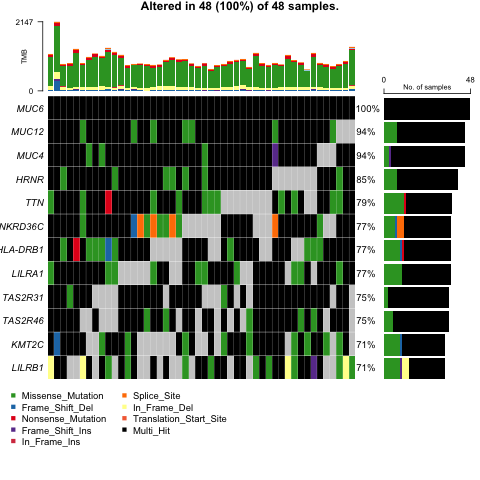 Altered in 48 (100%) of 48 samples.
2147
TMB
0
0 48
No. of samples
MUC6 100%
MUC12 94%
MUC4 94%
HRNR 85%
TTN 79%
NKRD36C 77%
HLA-DRB1 77%
LILRA1 77%
TAS2R31 75%
TAS2R46 75%
KMT2C 71%
LILRB1 71%
Missense_Mutation Splice_Site
Frame_Shift_Del In_Frame_Del
Nonsense_Mutation Translation_Start_Site
Frame_Shift_Ins Multi_Hit
In_Frame_Ins